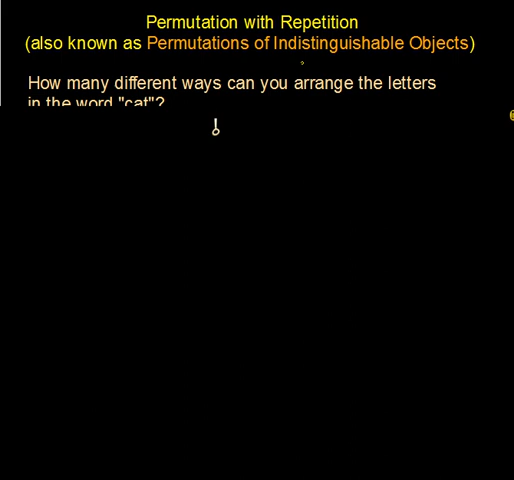 Permutation with Repetition
(also known as Permutations of Indistinguishable Objects)
How many different ways can you arrange the letters
in the word "cat"?